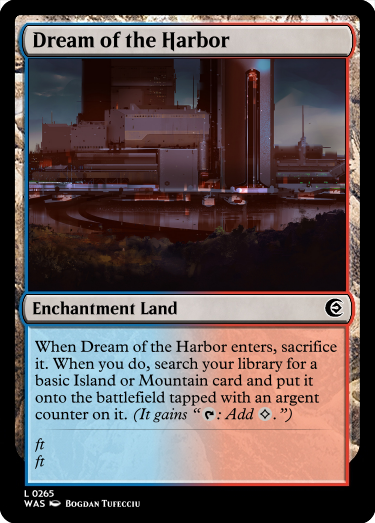 Dream of the Harbor
Enchantment Land
When Dream of the Harbor enters, sacrifice
it. When you do, search your library for a
basic Island or Mountain card and put it
onto the battlefield tapped with an argent
counter on it. (It gains “: Add .”)
ft
ft
L 0265
WAS Bogdan Tufecciu